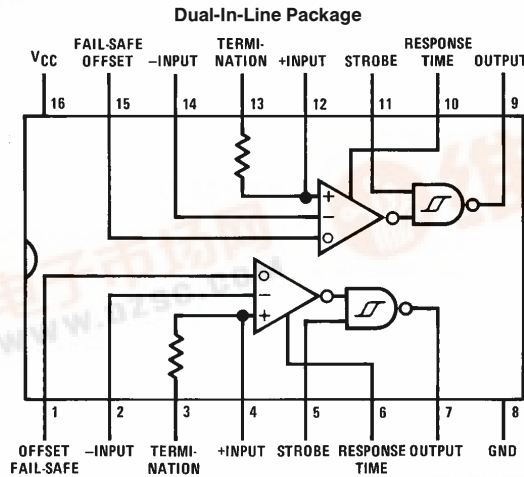 Dual-In-Line Package
VCC
FAIL-SAFE
OFFSET
–INPUT
TERMI-
NATION
+INPUT
STROBE
RESPONSE
TIME
OUTPUT
16 15 14 13 12 11 10 9
+
–
+
–
1 2 3 4 5 6 7 8
OFFSET
FAIL-SAFE
–INPUT
TERMI-
NATION
+INPUT
STROBE
RESPONSE
TIME
OUTPUT
GND